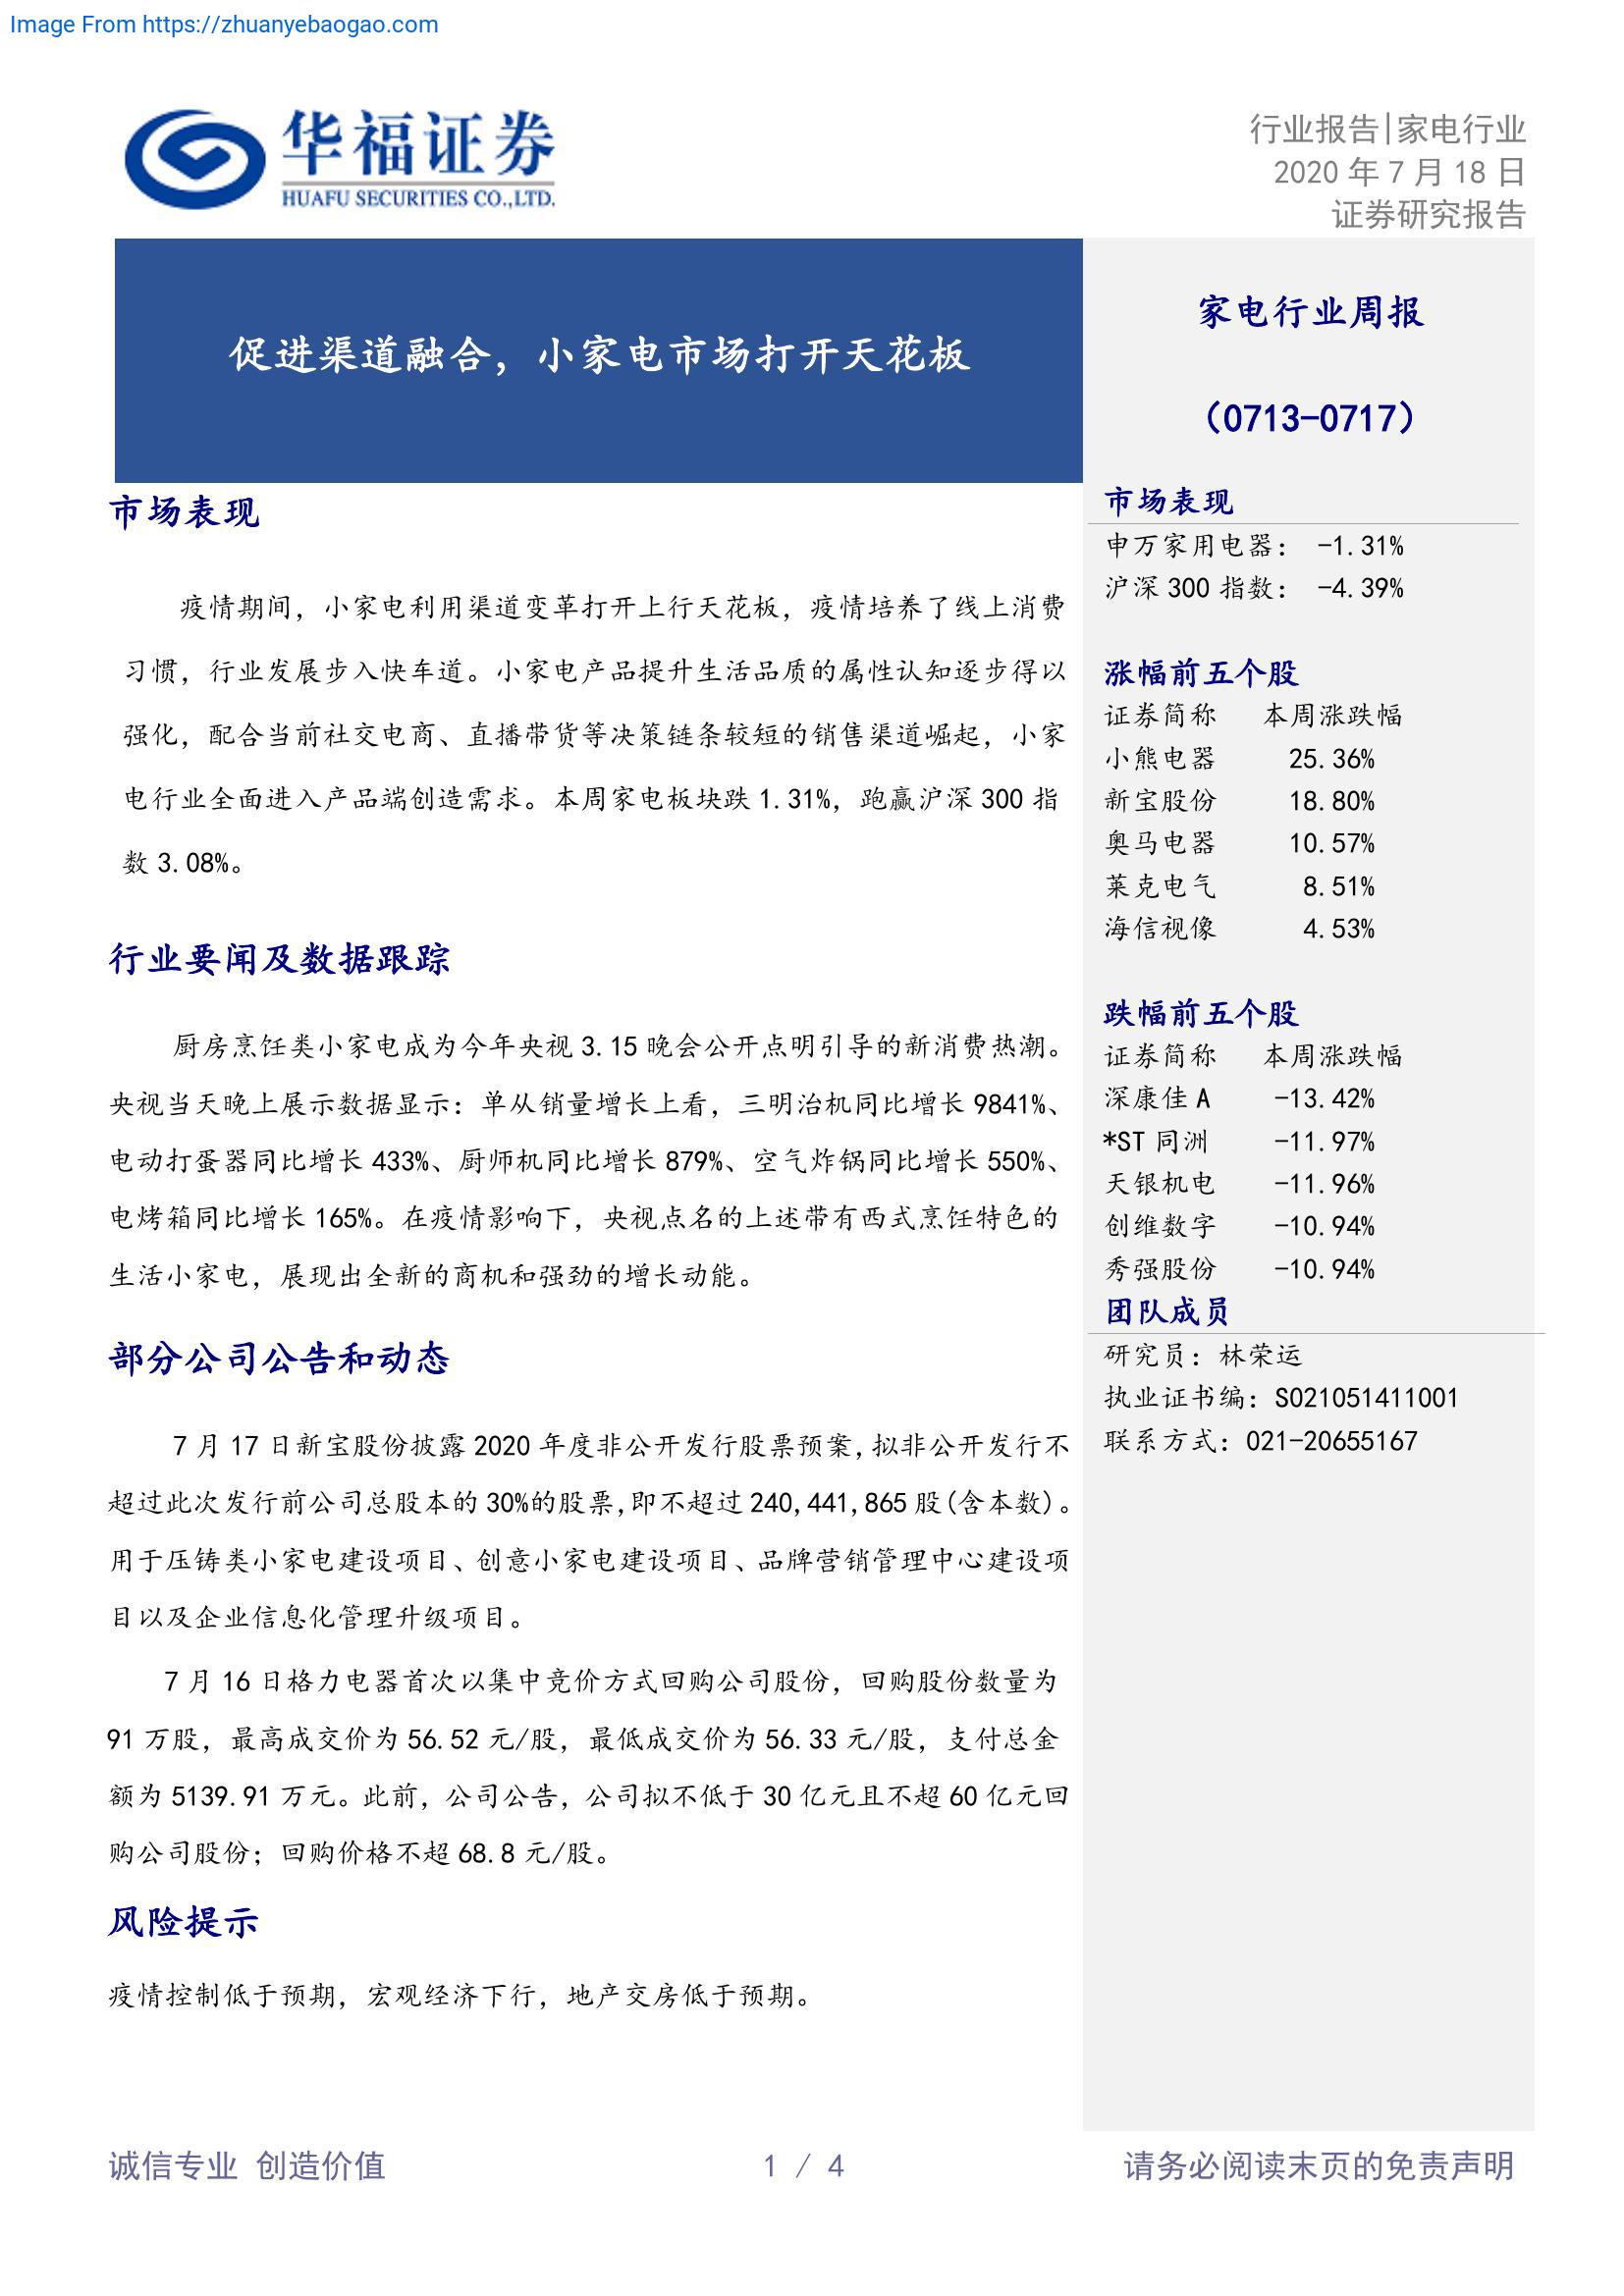 Image From https://zhuanyebaogao.com
华福证券
HUAFU SECURITIES CO.,LTD.
行业报告|家电行业
2020 年 7 月 18 日
证券研究报告
促进渠道融合，小家电市场打开天花板
家电行业周报
（0713-0717）
市场表现
疫情期间，小家电利用渠道变革打开上行天花板，疫情培养了线上消费
习惯，行业发展步入快车道。小家电产品提升生活品质的属性认知逐步得以
强化，配合当前社交电商、直播带货等决策链条较短的销售渠道崛起，小家
电行业全面进入产品端创造需求。本周家电板块跌 1.31%，跑赢沪深 300 指
数 3.08%。
行业要闻及数据跟踪
厨房烹饪类小家电成为今年央视 3.15 晚会公开点明引导的新消费热潮。
央视当天晚上展示数据显示：单从销量增长上看，三明治机同比增长 9841%、
电动打蛋器同比增长 433%、厨师机同比增长 879%、空气炸锅同比增长 550%、
电烤箱同比增长 165%。在疫情影响下，央视点名的上述带有西式烹饪特色的
生活小家电，展现出全新的商机和强劲的增长动能。
部分公司公告和动态
7 月 17 日新宝股份披露 2020 年度非公开发行股票预案,拟非公开发行不
超过此次发行前公司总股本的 30%的股票,即不超过 240,441,865 股(含本数)。
用于压铸类小家电建设项目、创意小家电建设项目、品牌营销管理中心建设项
目以及企业信息化管理升级项目。
7 月 16 日格力电器首次以集中竞价方式回购公司股份，回购股份数量为
91 万股，最高成交价为 56.52 元/股，最低成交价为 56.33 元/股，支付总金
额为 5139.91 万元。此前，公司公告，公司拟不低于 30 亿元且不超 60 亿元回
购公司股份；回购价格不超 68.8 元/股。
风险提示
疫情控制低于预期，宏观经济下行，地产交房低于预期。
市场表现
申万家用电器： -1.31%
沪深 300 指数： -4.39%
涨幅前五个股
证券简称 本周涨跌幅
小熊电器 25.36%
新宝股份 18.80%
奥马电器 10.57%
莱克电气 8.51%
海信视像 4.53%
跌幅前五个股
证券简称 本周涨跌幅
深康佳 A -13.42%
*ST 同洲 -11.97%
天银机电 -11.96%
创维数字 -10.94%
秀强股份 -10.94%
团队成员
研究员：林荣运
执业证书编：S021051411001
联系方式：021-20655167
诚信专业 创造价值
1 / 4
请务必阅读末页的免责声明